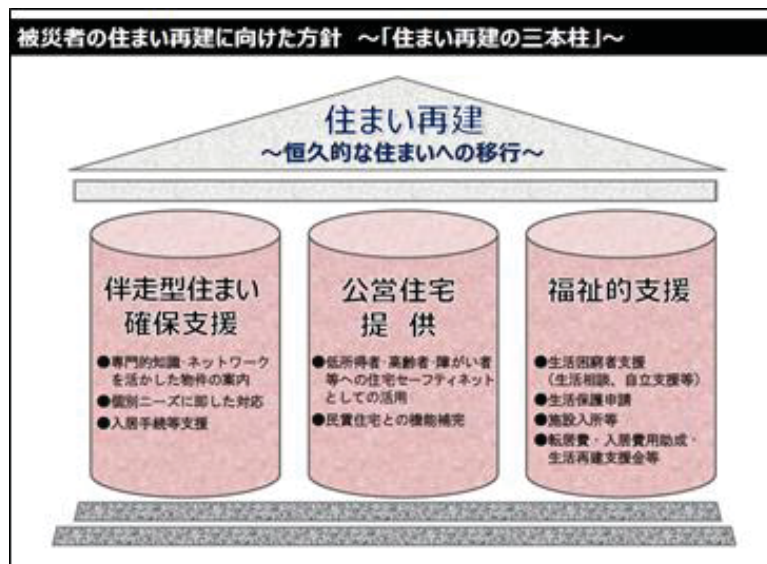 被災者の住まい再建に向けた方針 ～「住まい再建の三本柱」～
住まい再建
～恒久的な住まいへの移行～
伴走型住まい
確保支援
●専門的知識・ネットワーク
を活かした物件の案内
●個別ニーズに即した対応
●入居手続等支援
公営住宅
提 供
●低所得者・高齢者・障がい者
等への住宅セーフティネット
としての活用
●民賃住宅との機能補完
福祉的支援
●生活困窮者支援
（生活相談、自立支援等）
●生活保護申請
●施設入所等
●転居費・入居費用助成・
生活再建支援金等